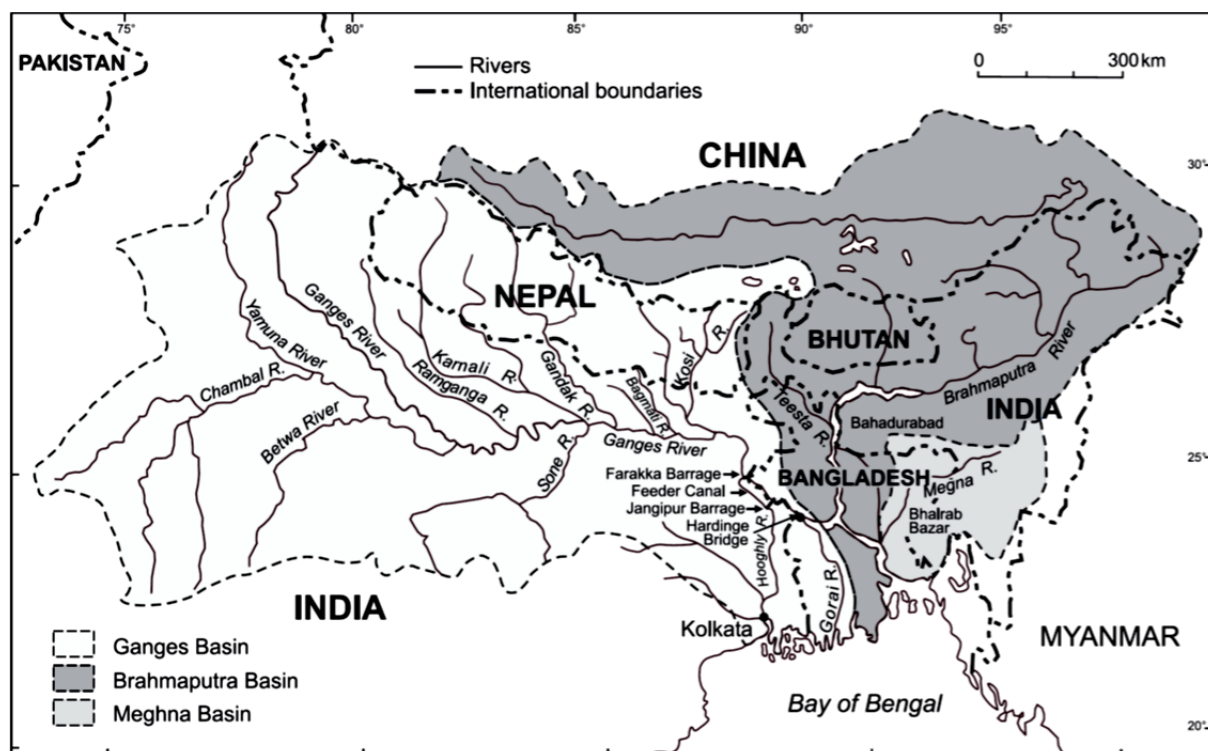 75°
80°
85°
90°
95°
PAKISTAN
Rivers
International boundaries
0
300 km
CHINA
30°
NEPAL
BHUTAN
Yamuna River
Ganges River
Chambal R.
Betwa River
Ramganga R.
Karnali R.
Gandak R.
Bagmati R.
Kosi R.
Teesta R.
Brahmaputra River
INDIA
Bahadurabad
Sone R.
Ganges River
BANGLADESH
25°
Megna R.
Farakka Barrage
Feeder Canal
Jangipur Barrage
Hardinge
Bridge
Bhalrab
Bazar
Hooghly R.
Gorai R.
INDIA
Kolkata
MYANMAR
Ganges Basin
Brahmaputra Basin
Meghna Basin
Bay of Bengal
20°